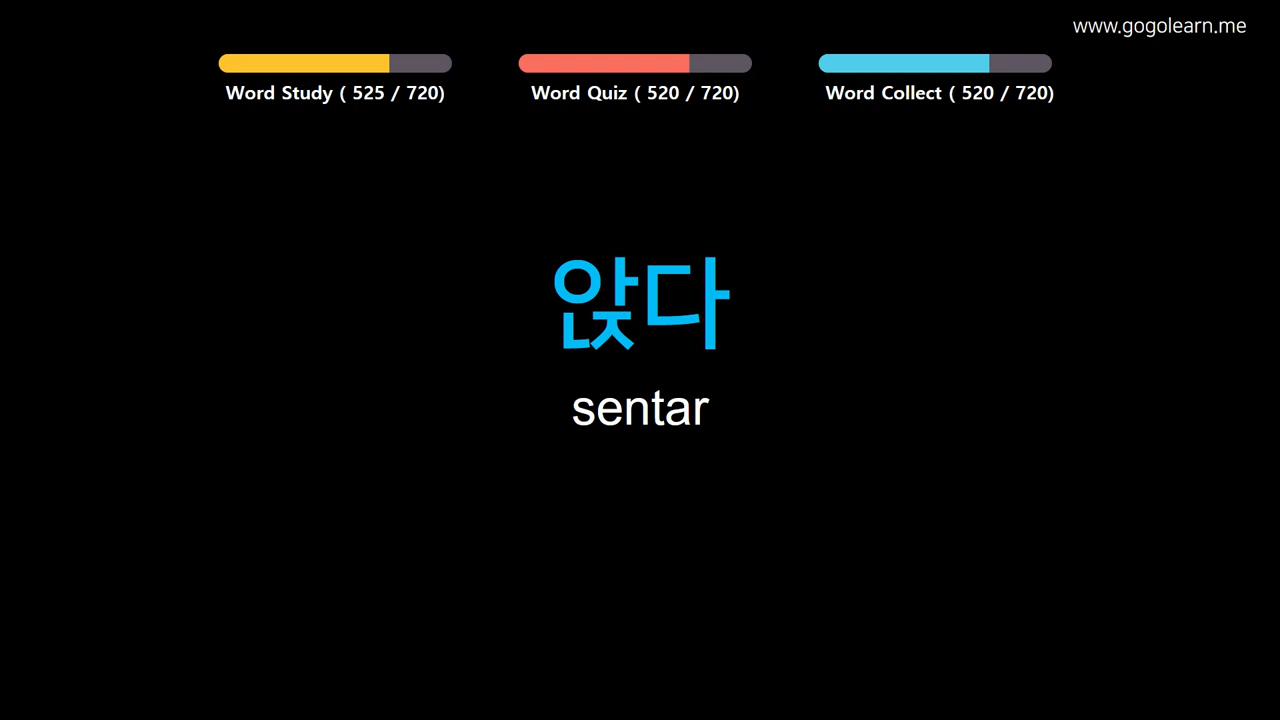 www.gogolearn.me
Word Study ( 525 / 720)
Word Quiz ( 520 / 720)
Word Collect ( 520 / 720)
앉다
sentar